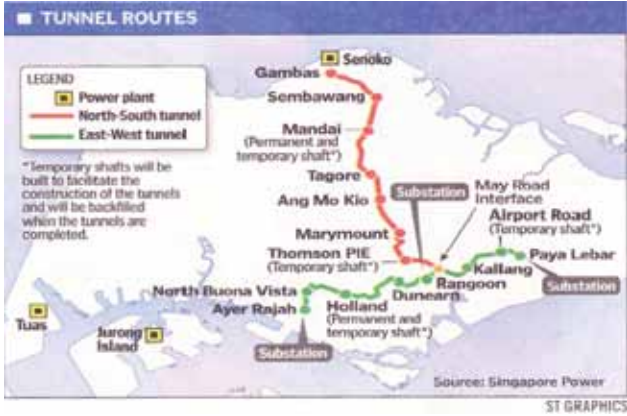 TUNNEL ROUTES
LEGEND
Power plant
North-South tunnel
East-West tunnel
*Temporary shafts will be
built to facilitate the
construction of the tunnels
and will be backfilled
when the tunnels are
completed.
Senoko
Gambas
Sembawang
Mandai
(Permanent and
temporary shaft*)
Tagore
Substation
May Road
Interface
Ang Mo Kio
Airport Road
(Temporary shaft*)
Marymount
Thomson PIE
(Temporary shaft*)
Paya Lebar
Kallang
Rangoon
Substation
North Buona Vista
Dunearn
Ayer Rajah
Holland
(Permanent and
temporary shaft*)
Tuas
Jurong
Island
Substation
Source: Singapore Power
ST GRAPHICS